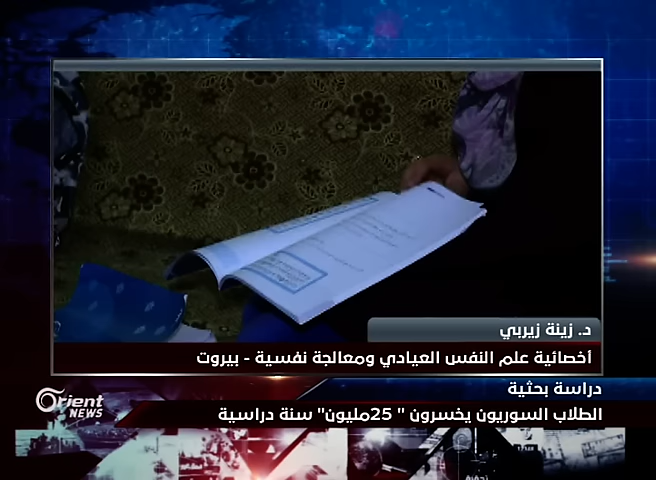 د. زينة زيربي
أخصائية علم النفس العيادي ومعالجة نفسية - بيروت
دراسة بحثية
الطلاب السوريون يخسرون " 25مليون" سنة دراسية
Orient
NEWS